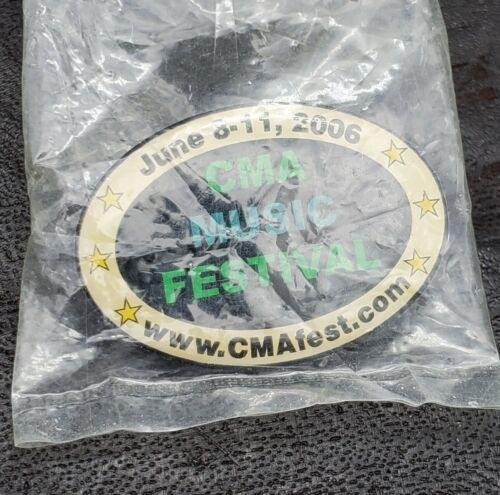 June 8-11, 2006
CMA
MUSIC
FESTIVAL
www.CMAfest.com